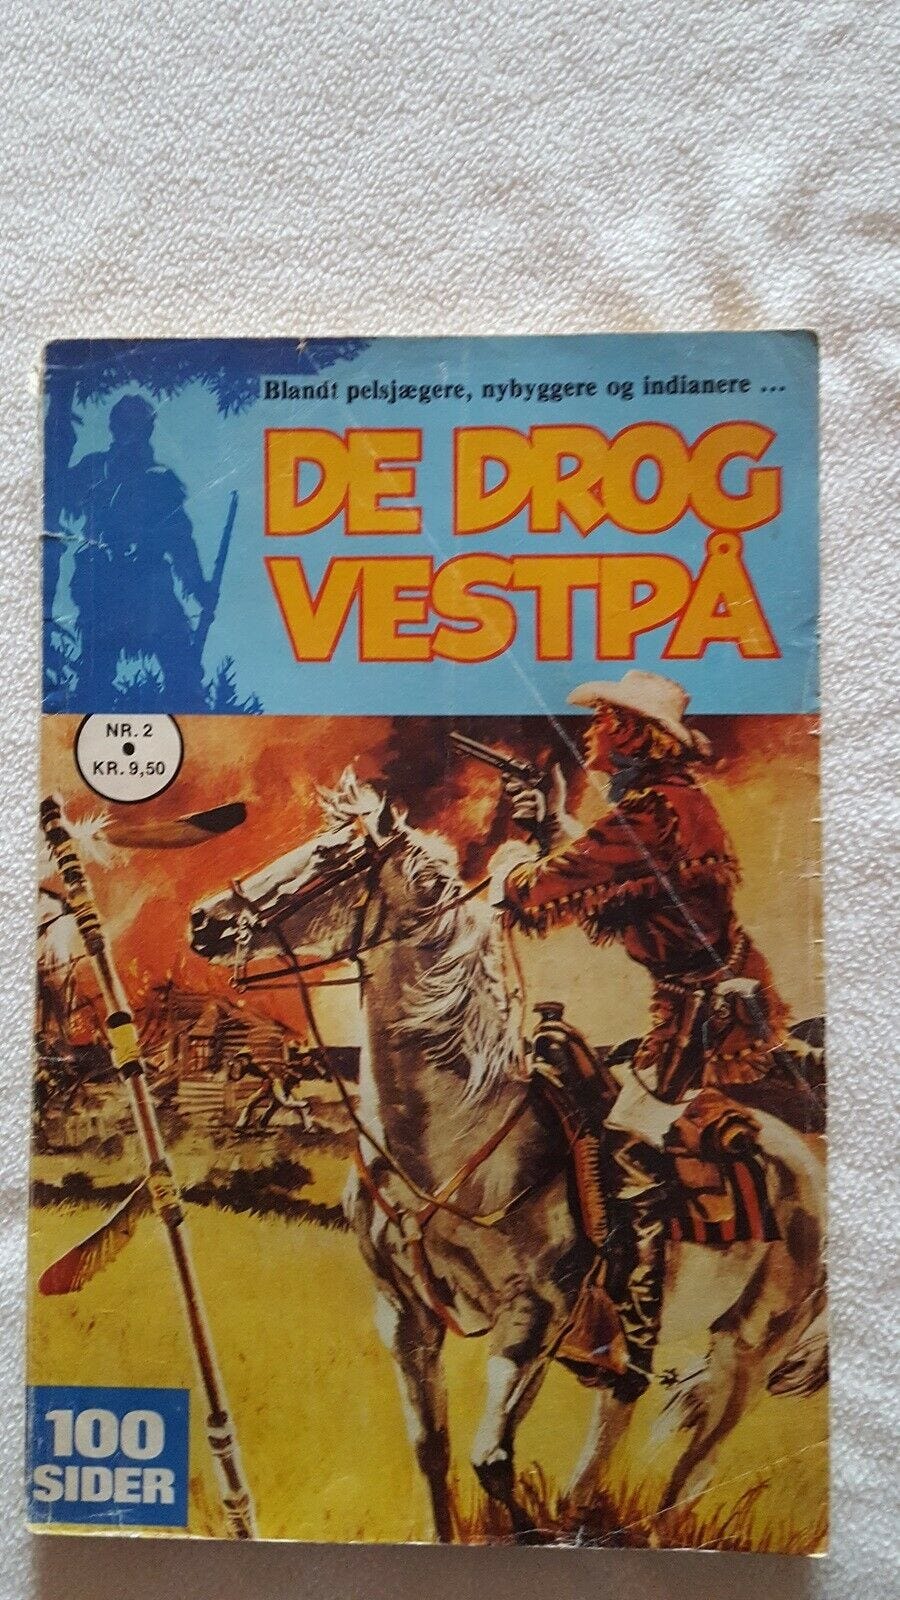 Blandt pelsjægere, nybyggere og indianere ...
DE DROG
VESTPÅ
NR. 2
KR. 9,50
100
SIDER